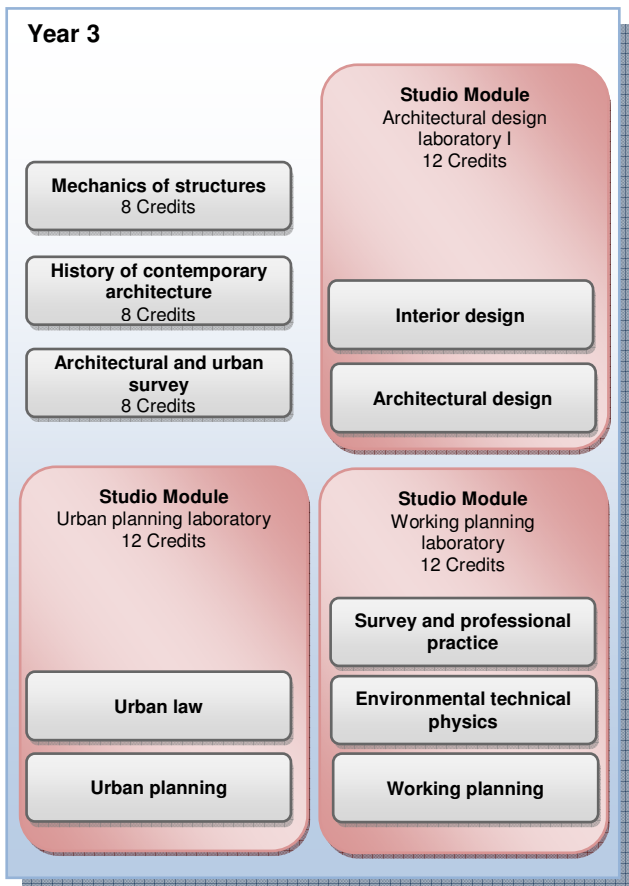 Year 3
Studio Module
Architectural design
laboratory I
12 Credits
Mechanics of structures
8 Credits
History of contemporary
architecture
8 Credits
Architectural and urban
survey
8 Credits
Interior design
Architectural design
Studio Module
Urban planning laboratory
12 Credits
Urban law
Urban planning
Studio Module
Working planning
laboratory
12 Credits
Survey and professional
practice
Environmental technical
physics
Working planning